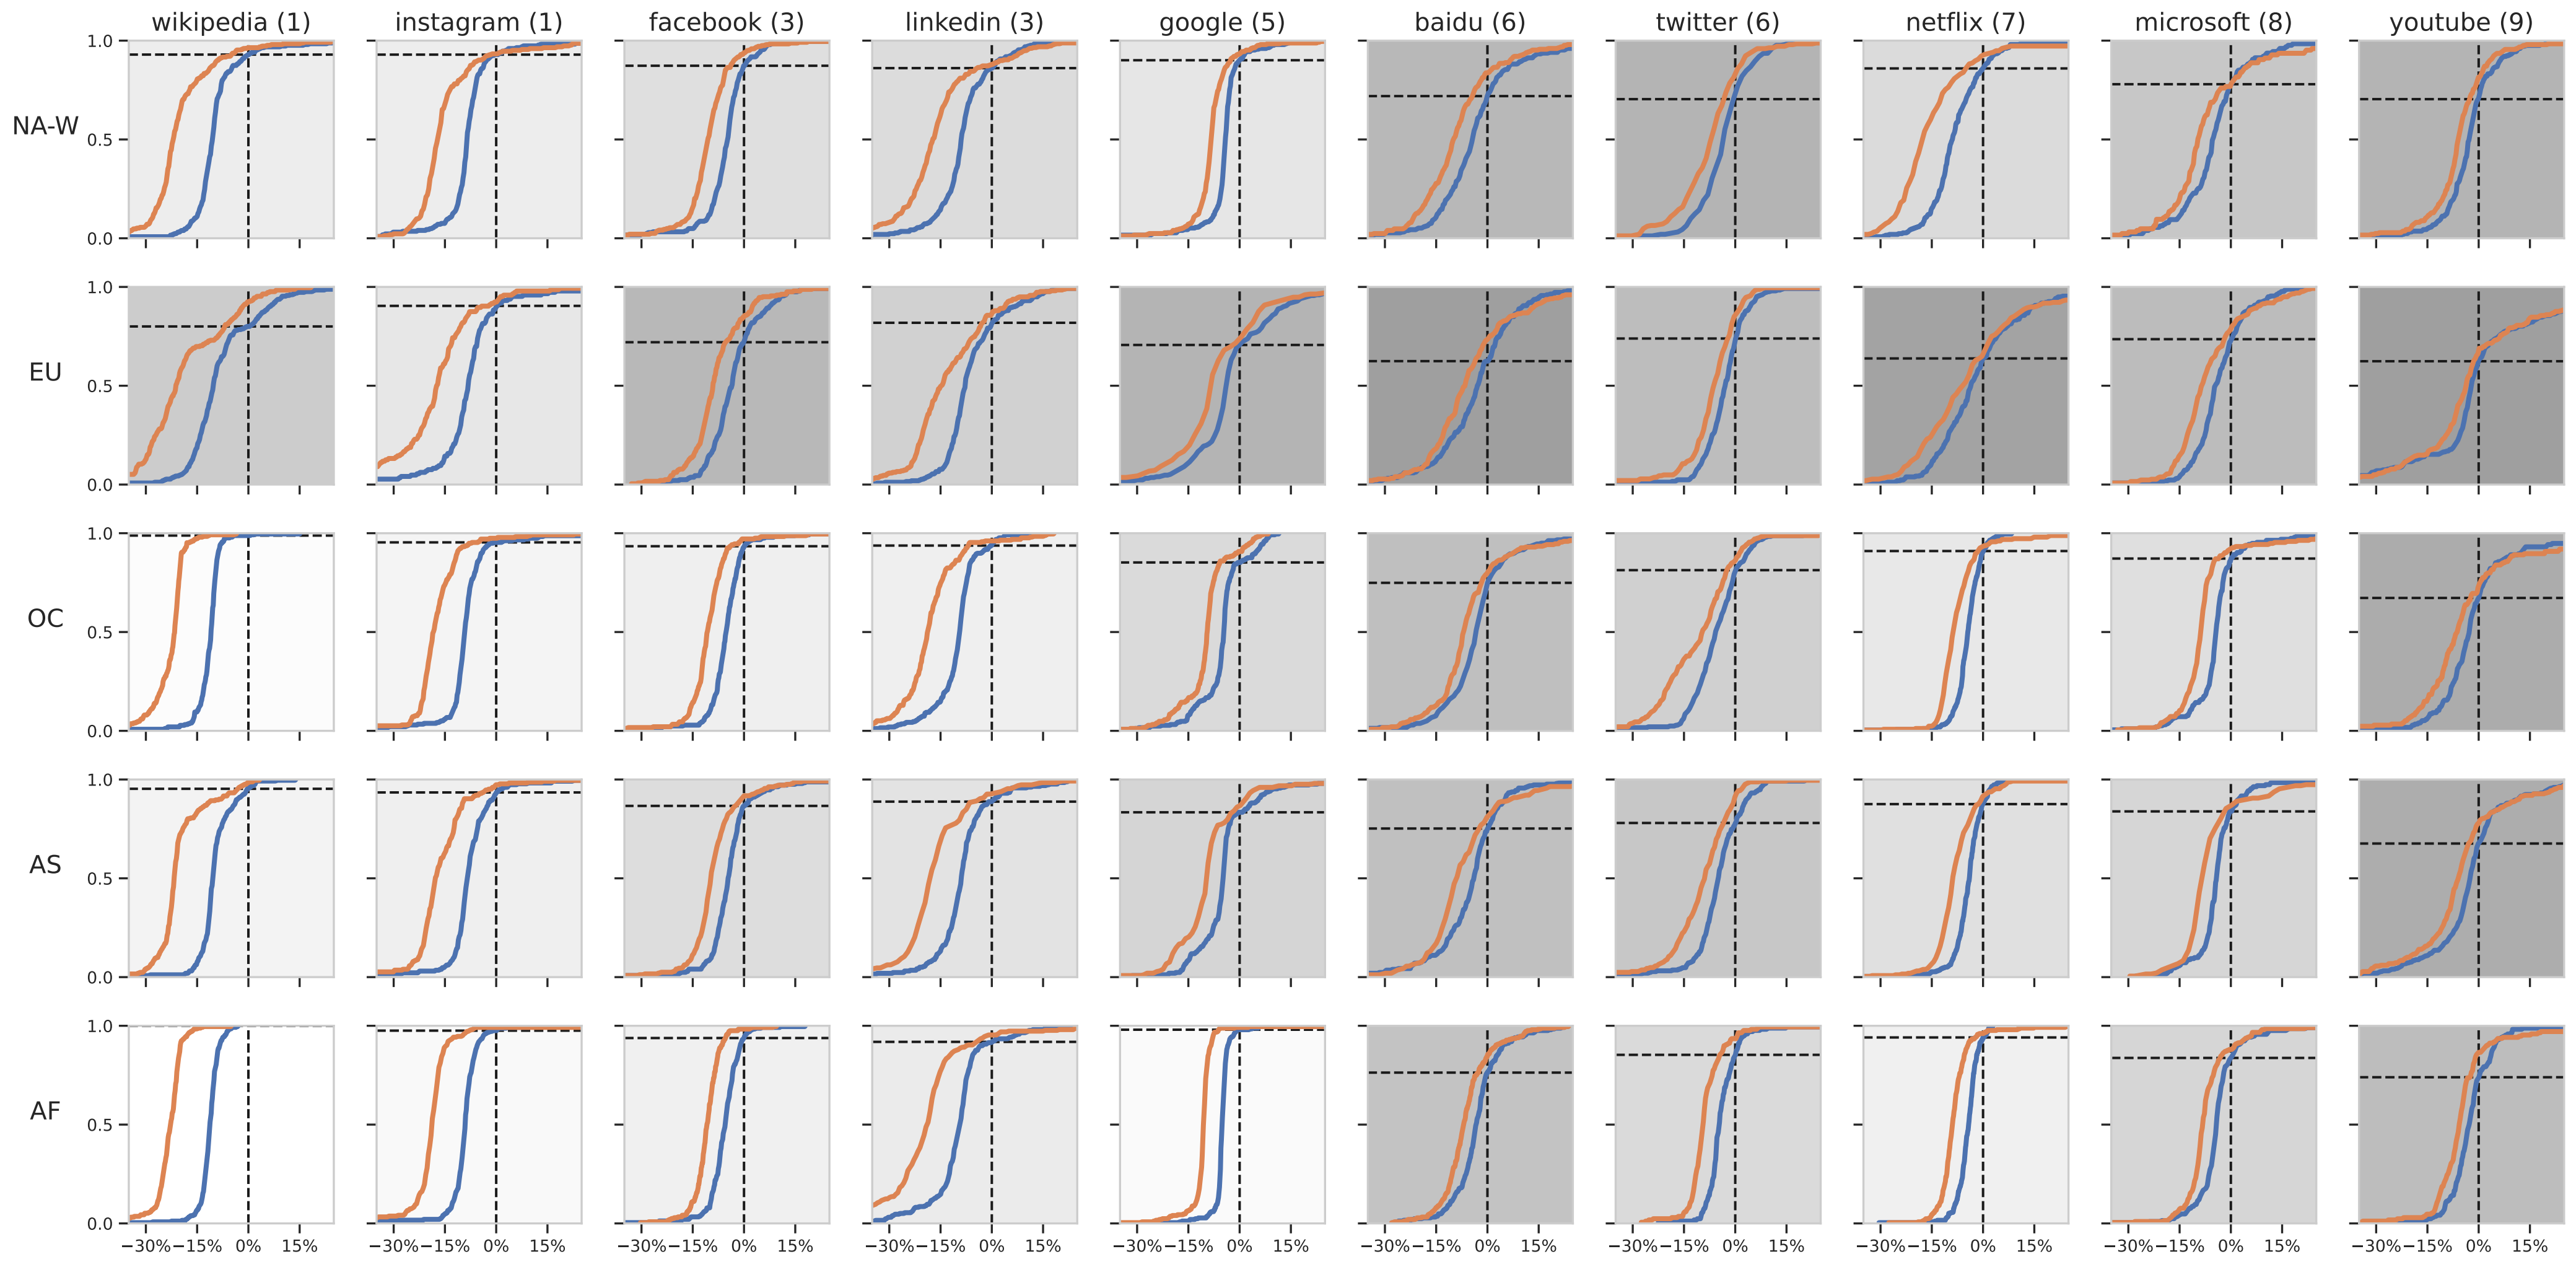 wikipedia (1) instagram (1) facebook (3) linkedin (3) google (5) baidu (6) twitter (6) netflix (7) microsoft (8) youtube (9)
1.0
NA-W 0.5
0.0
1.0
EU 0.5
0.0
1.0
OC 0.5
0.0
1.0
AS 0.5
0.0
1.0
AF 0.5
0.0
−30% −15% 0% 15% −30% −15% 0% 15% −30% −15% 0% 15% −30% −15% 0% 15% −30% −15% 0% 15% −30% −15% 0% 15% −30% −15% 0% 15% −30% −15% 0% 15% −30% −15% 0% 15% −30% −15% 0% 15%